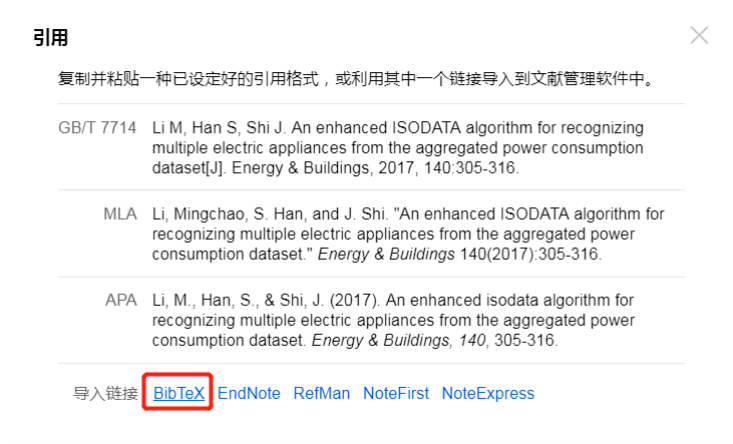 引用
复制并粘贴一种已设定好的引用格式，或利用其中一个链接导入到文献管理软件中。
GB/T 7714 Li M, Han S, Shi J. An enhanced ISODATA algorithm for recognizing
multiple electric appliances from the aggregated power consumption
dataset[J]. Energy & Buildings, 2017, 140:305-316.
MLA Li, Mingchao, S. Han, and J. Shi. "An enhanced ISODATA algorithm for
recognizing multiple electric appliances from the aggregated power
consumption dataset." Energy & Buildings 140(2017):305-316.
APA Li, M., Han, S., & Shi, J. (2017). An enhanced isodata algorithm for
recognizing multiple electric appliances from the aggregated power
consumption dataset. Energy & Buildings, 140, 305-316.
导入链接 BibTeX EndNote RefMan NoteFirst NoteExpress